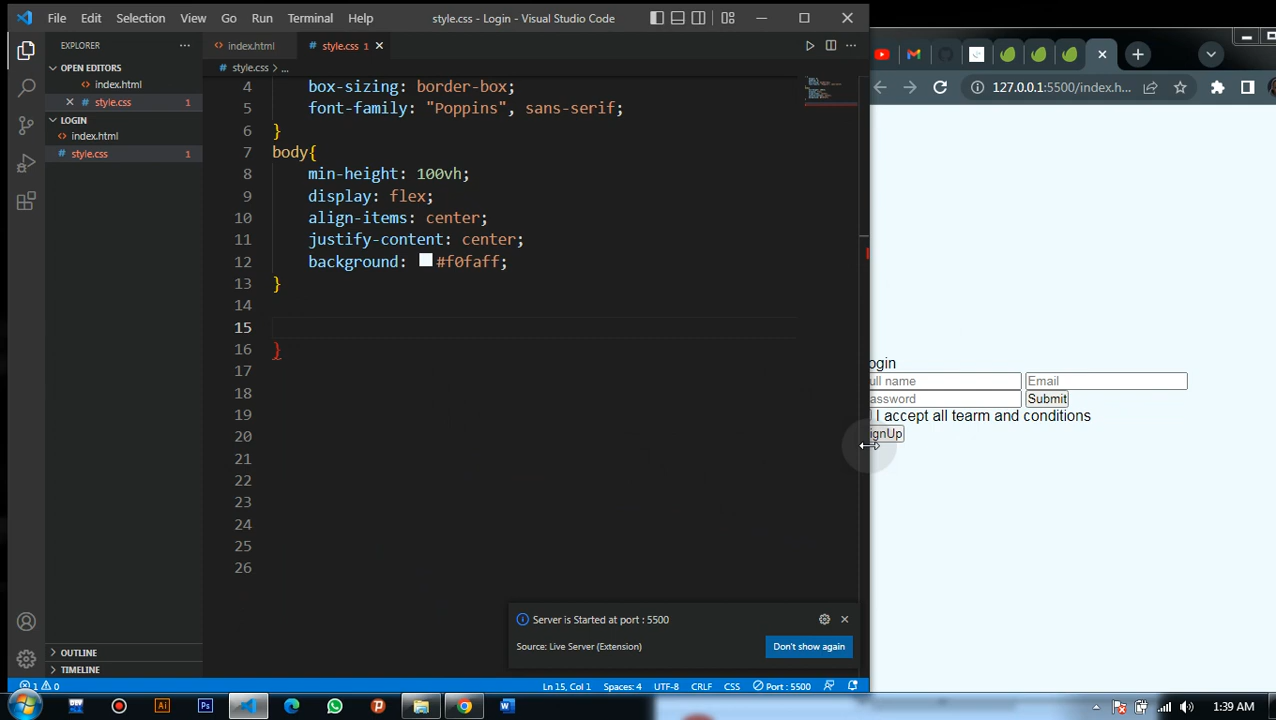 File Edit Selection View Go Run Terminal Help
style.css - Login - Visual Studio Code
EXPLORER
index.html
style.css 1
OPEN EDITORS
style.css > ...
index.html
style.css 1
LOGIN
index.html
style.css 1
4 box-sizing: border-box;
5 font-family: "Poppins", sans-serif;
6 }
7 body{
8 min-height: 100vh;
9 display: flex;
10 align-items: center;
11 justify-content: center;
12 background: #f0faff;
13 }
14
15
16 }
17
18
19
20
21
22
23
24
25
26
127.0.0.1:5500/index.h...
ogin
ull name Email
assword Submit
I accept all tearm and conditions
ignUp
Server is Started at port : 5500
Source: Live Server (Extension)
Don't show again
OUTLINE
TIMELINE
1 0
Ln 15, Col 1 Spaces: 4 UTF-8 CRLF CSS Port : 5500
DEV
Ai
Ps
W
1:39 AM